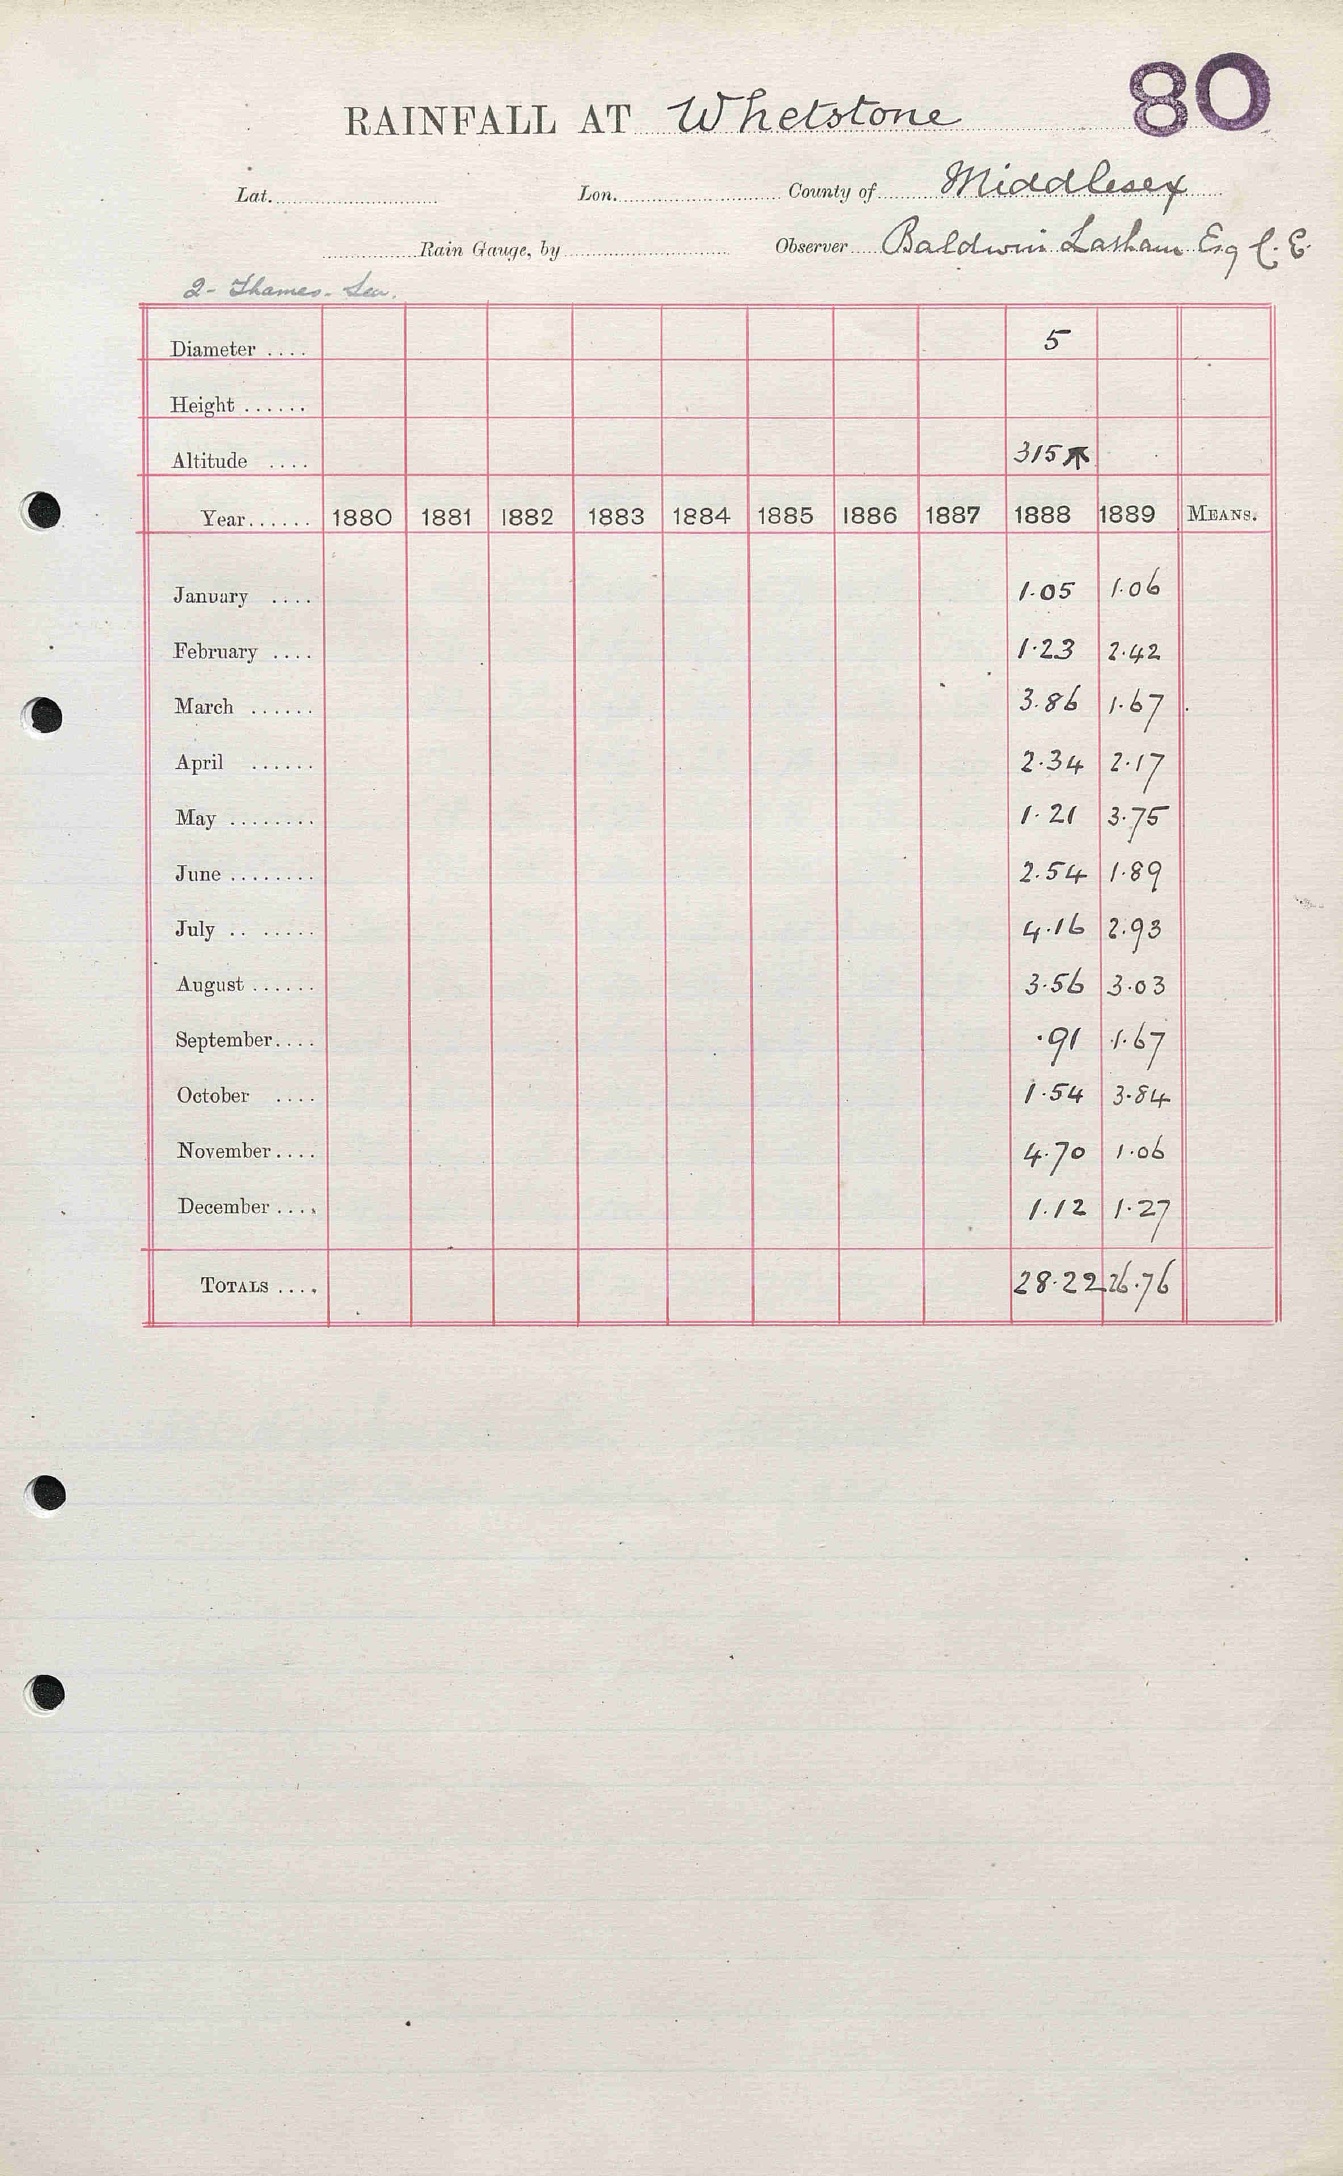 80
RAINFALL AT Whetstone
Lat. Lon. County of Middlesex
Rain Gauge, by Observer Baldwin Latham Esq C. E.
2 - Thames - Lea.
Diameter .... 5
Height ......
Altitude .... 315
Year...... 1880 1881 1882 1883 1884 1885 1886 1887 1888 1889 MEANS.
January .... 1.05 1.06
February .... 1.23 2.42
March ...... 3.86 1.67
April ...... 2.34 2.17
May ........ 1.21 3.75
June ........ 2.54 1.89
July .. ..... 4.16 2.93
August ...... 3.56 3.03
September.... .91 1.67
October .... 1.54 3.84
November.... 4.70 1.06
December .... 1.12 1.27
TOTALS .... 28.22 26.76